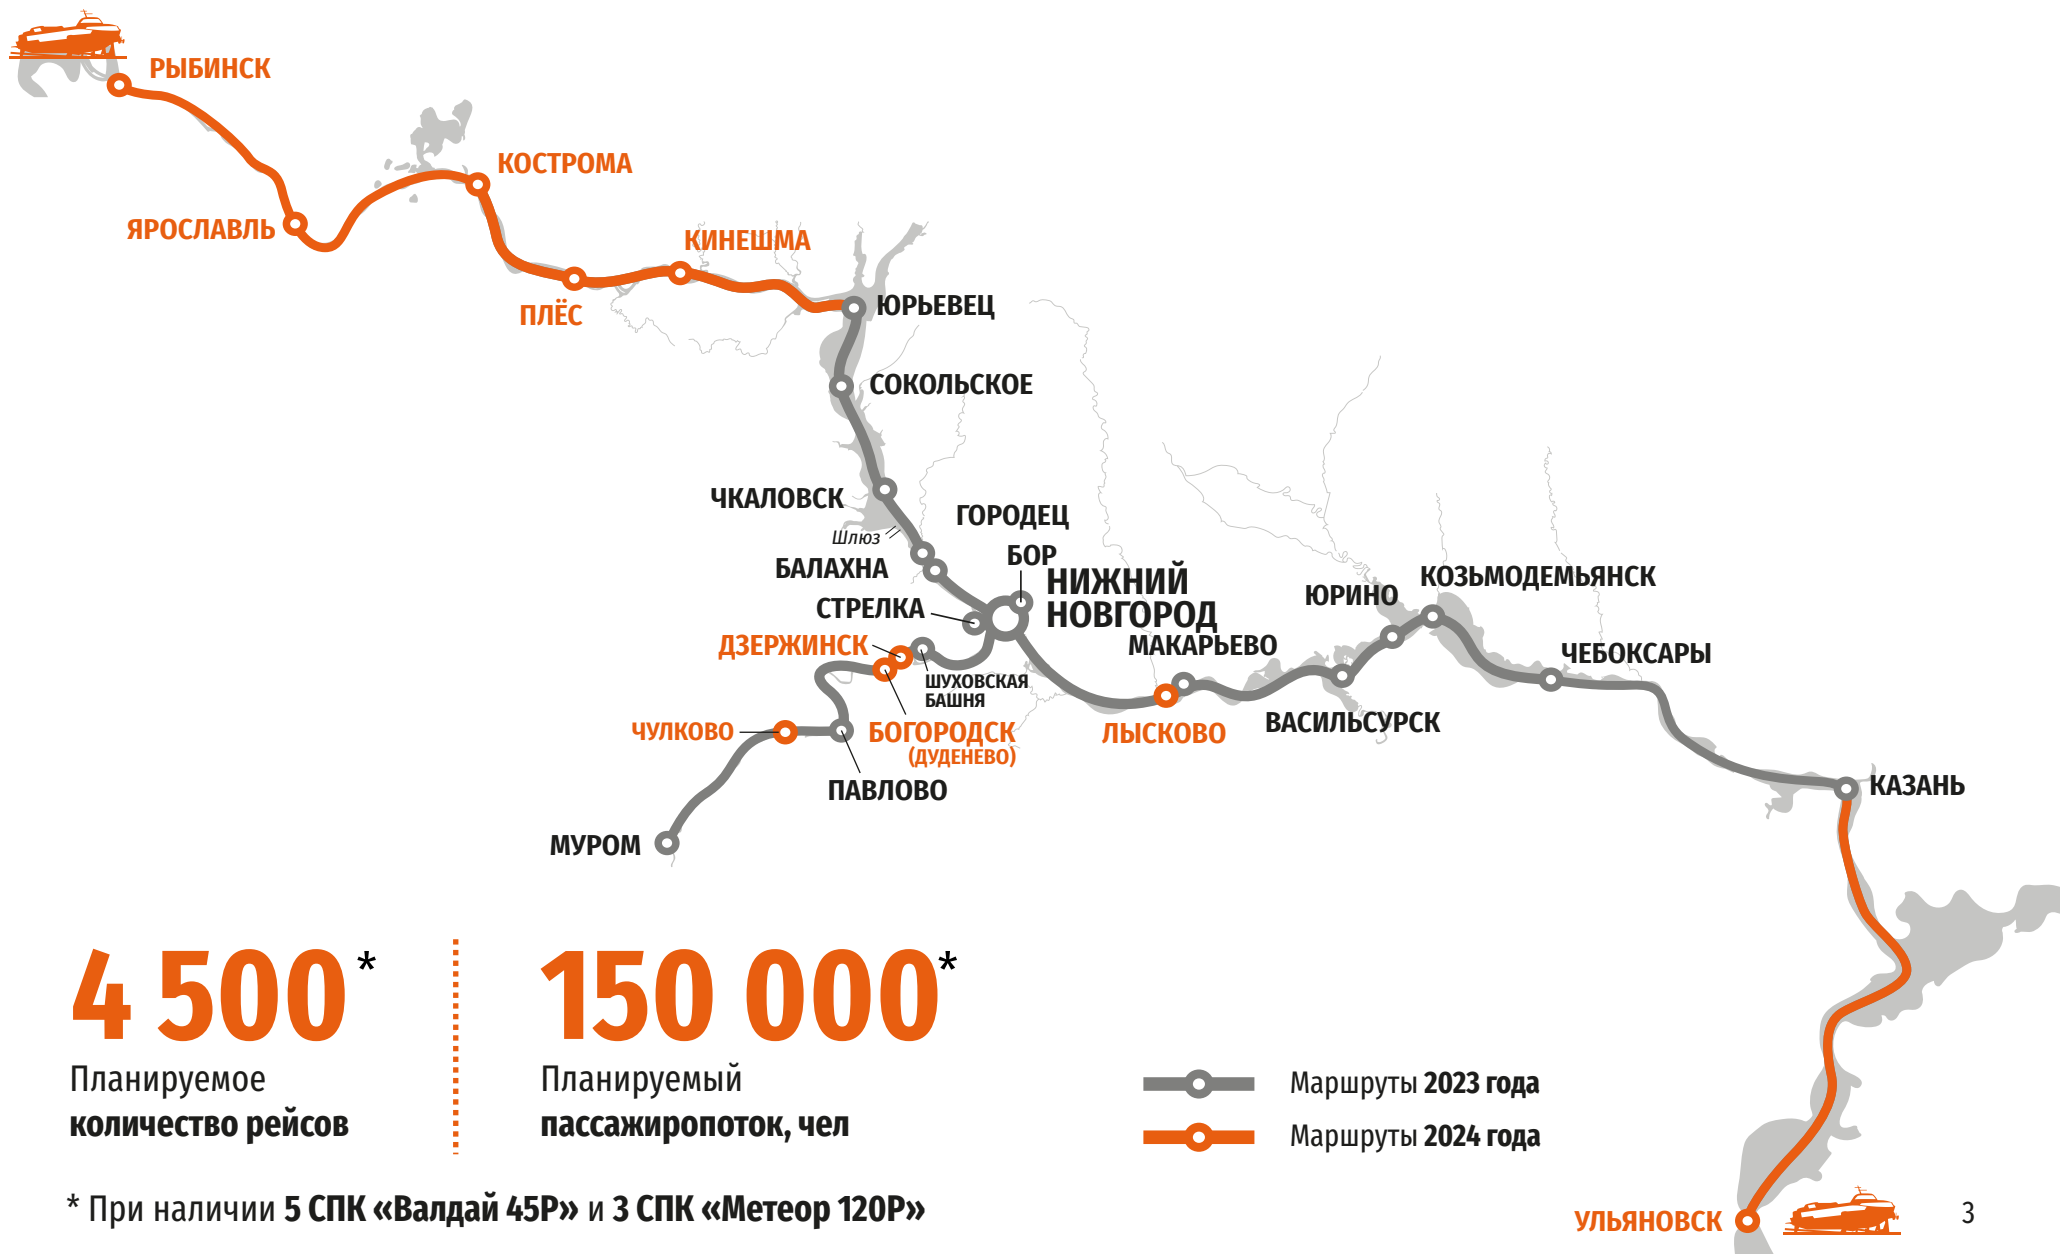 РЫБИНСК
КОСТРОМА
ЯРОСЛАВЛЬ
КИНЕШМА
ПЛЁС
ЮРЬЕВЕЦ
СОКОЛЬСКОЕ
ЧКАЛОВСК
Шлюз
ГОРОДЕЦ
БАЛАХНА
БОР
НИЖНИЙ
НОВГОРОД
СТРЕЛКА
ДЗЕРЖИНСК
ШУХОВСКАЯ
БАШНЯ
ЧУЛКОВО
БОГОРОДСК
(ДУДЕНЕВО)
ПАВЛОВО
МУРОМ
МАКАРЬЕВО
ЛЫСКОВО
ВАСИЛЬСУРСК
ЮРИНО
КОЗЬМОДЕМЬЯНСК
ЧЕБОКСАРЫ
КАЗАНЬ
УЛЬЯНОВСК
4 500*
Планируемое
количество рейсов
150 000*
Планируемый
пассажиропоток, чел
Маршруты 2023 года
Маршруты 2024 года
* При наличии 5 СПК «Валдай 45Р» и 3 СПК «Метеор 120Р»
3